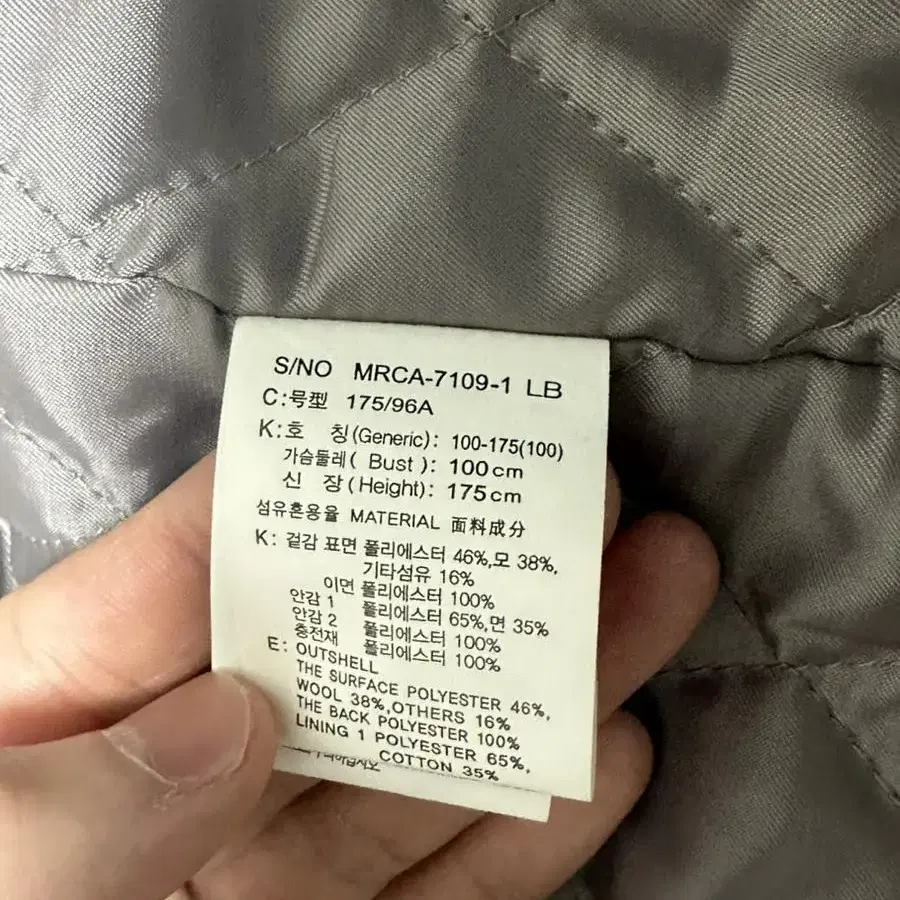 S/NO MRCA-7109-1 LB
C:号型 175/96A
K:호 칭(Generic): 100-175(100)
가슴둘레( Bust ): 100cm
신 장(Height): 175cm
섬유혼용율 MATERIAL 面料成分
K: 겉감 표면 폴리에스터 46%,모 38%,
기타섬유 16%
이면 폴리에스터 100%
안감 1 폴리에스터 65%,면 35%
안감 2 폴리에스터 100%
충전재 폴리에스터 100%
E: OUTSHELL
THE SURFACE POLYESTER 46%,
WOOL 38%,OTHERS 16%
THE BACK POLYESTER 100%
LINING 1 POLYESTER 65%,
COTTON 35%